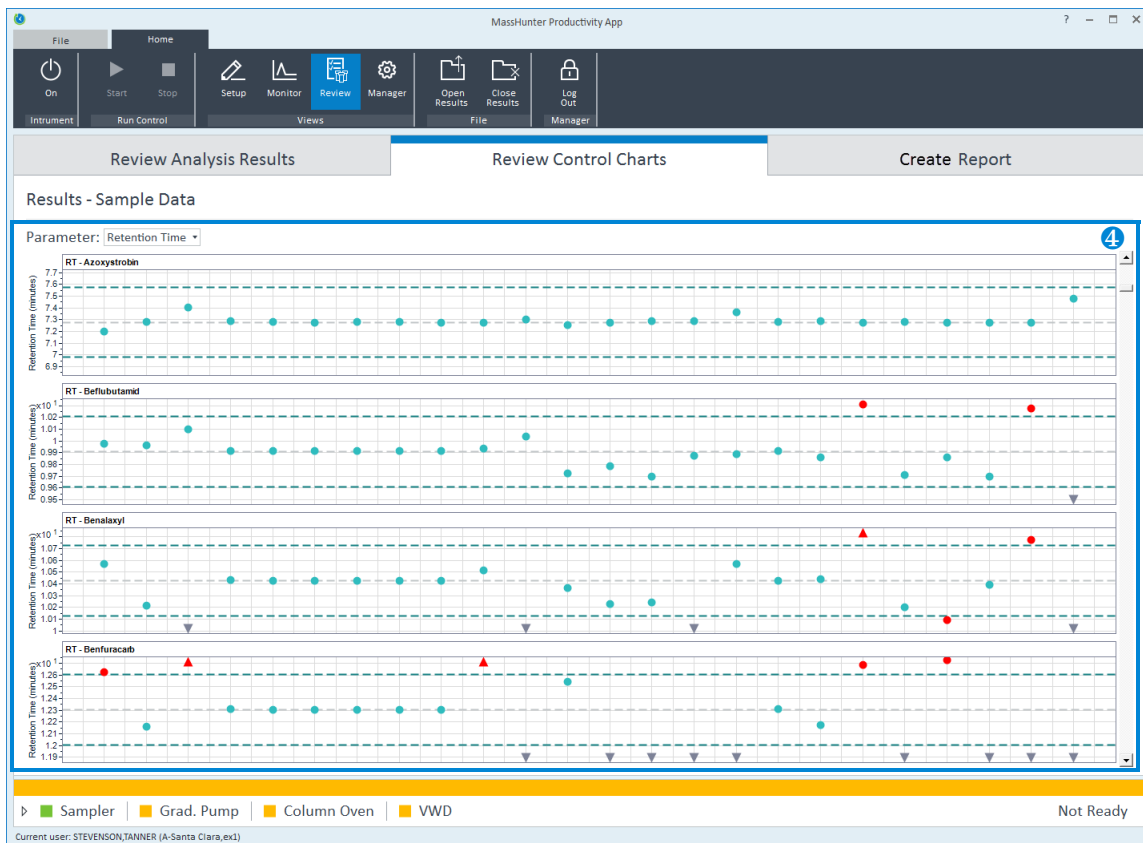 MassHunter Productivity App
? – □ ×
File Home
On Start Stop Setup Monitor Review Manager Open Results Close Results Log Out
Intrument Run Control Views File Manager
Review Analysis Results Review Control Charts Create Report
Results - Sample Data
Parameter: Retention Time 4
RT - Azoxystrobin
Retention Time (minutes)
7.7
7.6
7.5
7.4
7.3
7.2
7.1
7
6.9
RT - Beflubutamid
Retention Time (minutes)
x10 1
1.02
1.01
1
0.99
0.98
0.97
0.96
0.95
RT - Benalaxyl
Retention Time (minutes)
x10 1
1.07
1.06
1.05
1.04
1.03
1.02
1.01
1
RT - Benfuracarb
Retention Time (minutes)
x10 1
1.26
1.26
1.25
1.24
1.23
1.22
1.21
1.2
1.19
Sampler Grad. Pump Column Oven VWD Not Ready
Current user: STEVENSON,TANNER (A-Santa Clara,ex1)